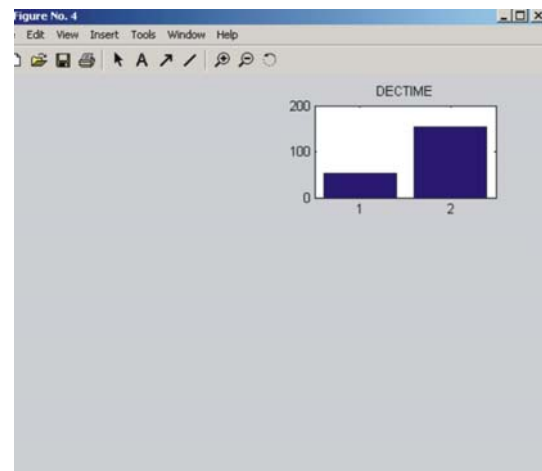 Figure No. 4
Edit View Insert Tools Window Help
A
DECTIME
200
100
0
1 2